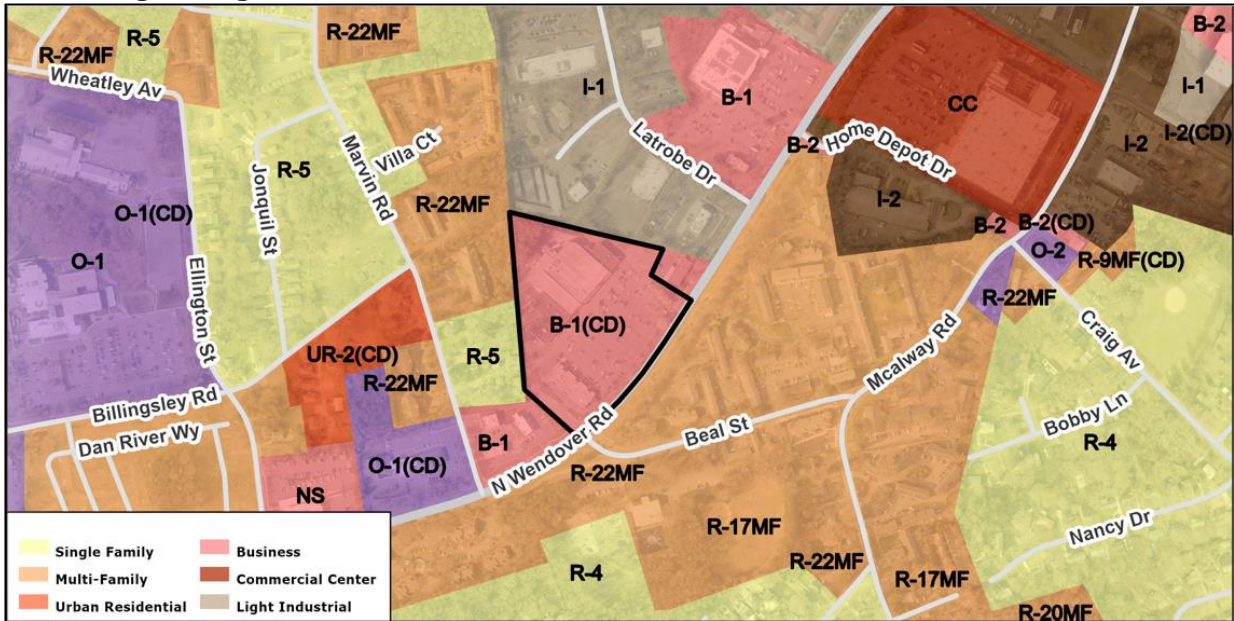 R-22MF
R-5
R-22MF
B-2
Wheatley Av
I-1
B-1
CC
I-1
I-2(CD)
I-2
Villa Ct
Marvin Rd
Latrobe Dr
B-2
Home Depot Dr
R-5
Jonquil St
R-22MF
O-1(CD)
I-2
B-2
B-2(CD)
O-2
R-9MF(CD)
O-1
Ellington St
R-22MF
B-1(CD)
Craig Av
UR-2(CD)
R-5
R-22MF
Mcalway Rd
Billingsley Rd
Bobby Ln
Dan River Wy
B-1
N Wendover Rd
Beal St
R-4
O-1(CD)
R-22MF
NS
R-17MF
Nancy Dr
R-22MF
R-4
R-17MF
R-20MF
Single Family
Multi-Family
Urban Residential
Business
Commercial Center
Light Industrial